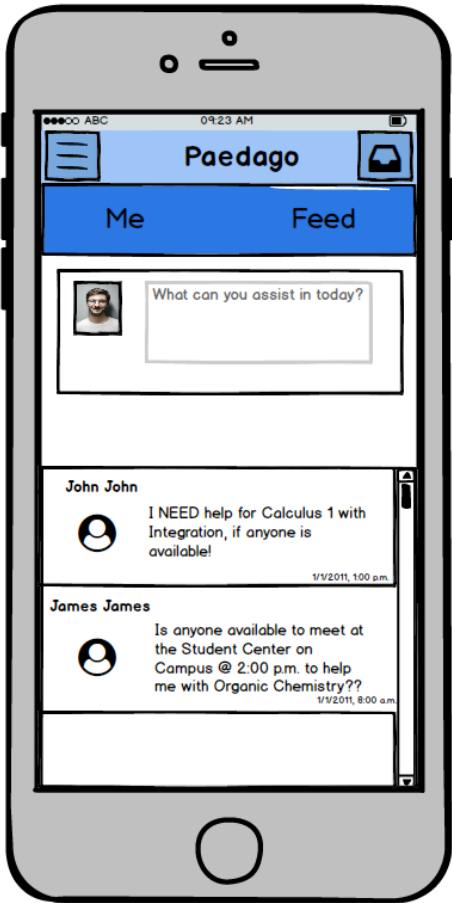 ABC 09:23 AM
Paedago
Me Feed
What can you assist in today?
John John
I NEED help for Calculus 1 with
Integration, if anyone is
available!
1/1/2011, 1:00 p.m.
James James
Is anyone available to meet at
the Student Center on
Campus @ 2:00 p.m. to help
me with Organic Chemistry??
1/1/2011, 8:00 a.m.